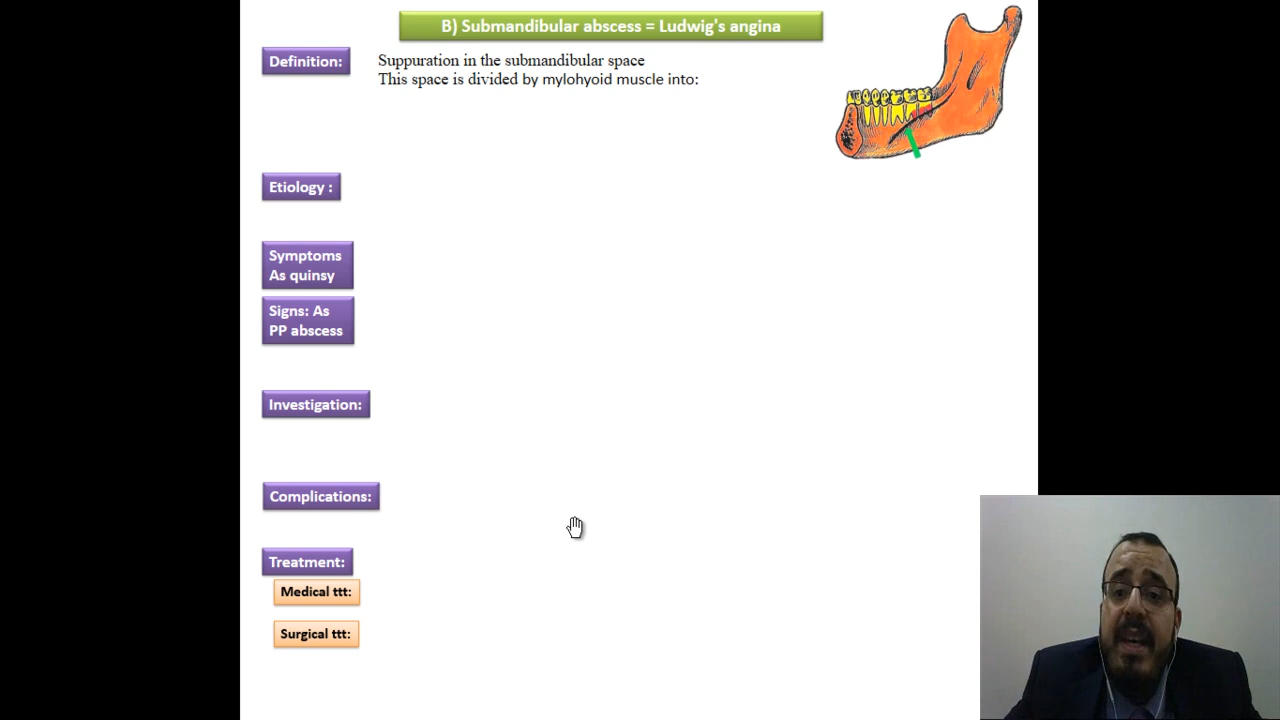 B) Submandibular abscess = Ludwig's angina
Definition:
Suppuration in the submandibular space
This space is divided by mylohyoid muscle into:
Etiology :
Symptoms
As quinsy
Signs: As
PP abscess
Investigation:
Complications:
Treatment:
Medical ttt:
Surgical ttt: